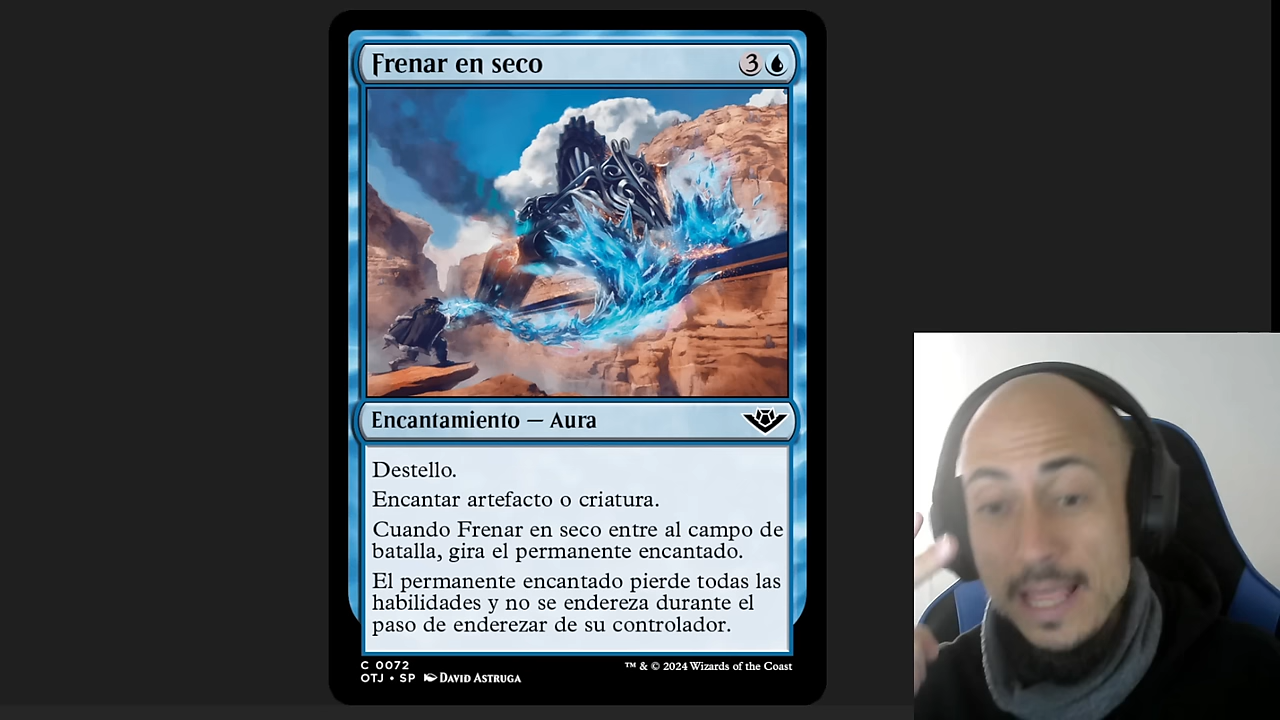 Frenar en seco
3
Encantamiento — Aura
Destello.
Encantar artefacto o criatura.
Cuando Frenar en seco entre al campo de
batalla, gira el permanente encantado.
El permanente encantado pierde todas las
habilidades y no se endereza durante el
paso de enderezar de su controlador.
C 0072
™ & © 2024 Wizards of the Coast
OTJ • SP David Astruga